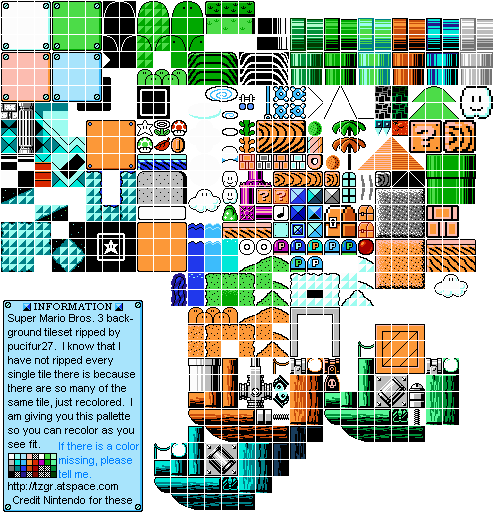 INFORMATION
Super Mario Bros. 3 back-
ground tileset ripped by
pucifur27. I know that I
have not ripped every
single tile there is because
there are so many of the
same tile, just recolored. I
am giving you this pallette
so you can recolor as you
see fit.
If there is a color
missing, please
tell me.
http://tzgr.atspace.com
Credit Nintendo for these